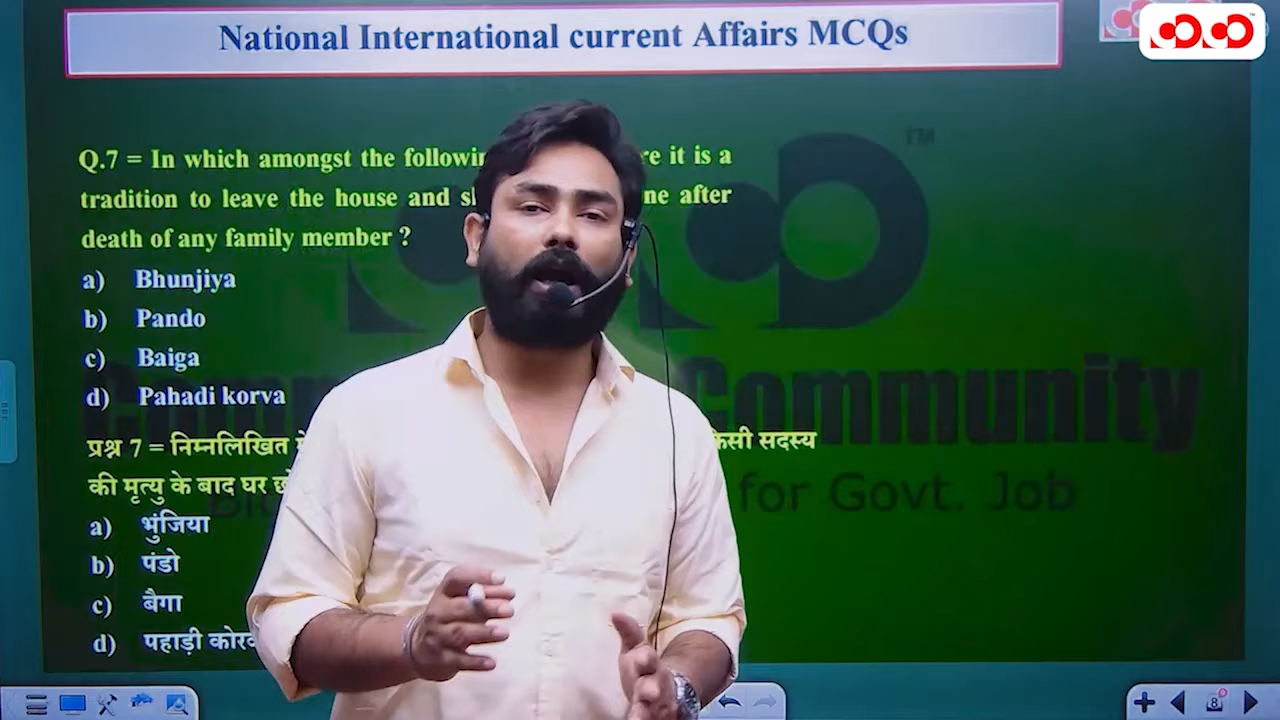 National International current Affairs MCQs
TM
Q.7 = In which amongst the re it is a
tradition to leave the house and ne after
death of any family member ?
a) Bhunjiya
b) Pando
c) Baiga
d) Pahadi korva
Community
प्रश्न 7 = निम्नलिखित सदस्य
की मृत्यु के बाद घर
for Govt. Job
a) भुंजिया
b) पंडो
c) बैगा
d) पहाड़ी
8